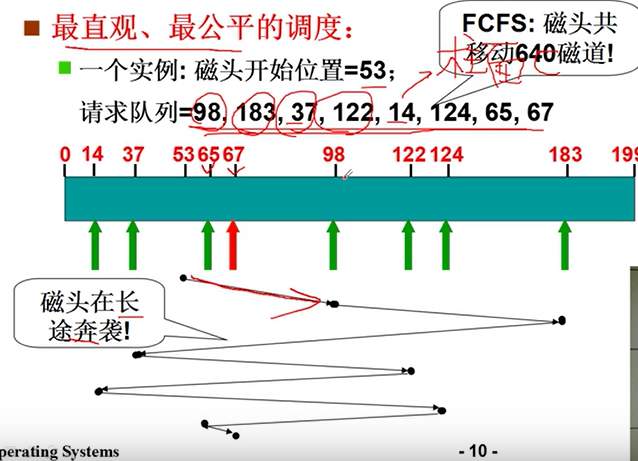 最直观、最公平的调度：
FCFS: 磁头共
移动640磁道!
一个实例: 磁头开始位置=53；
请求队列=98, 183, 37, 122, 14, 124, 65, 67
0 14 37 53 65 67 98 122 124 183 199
磁头在长
途奔袭!
perating Systems
- 10 -